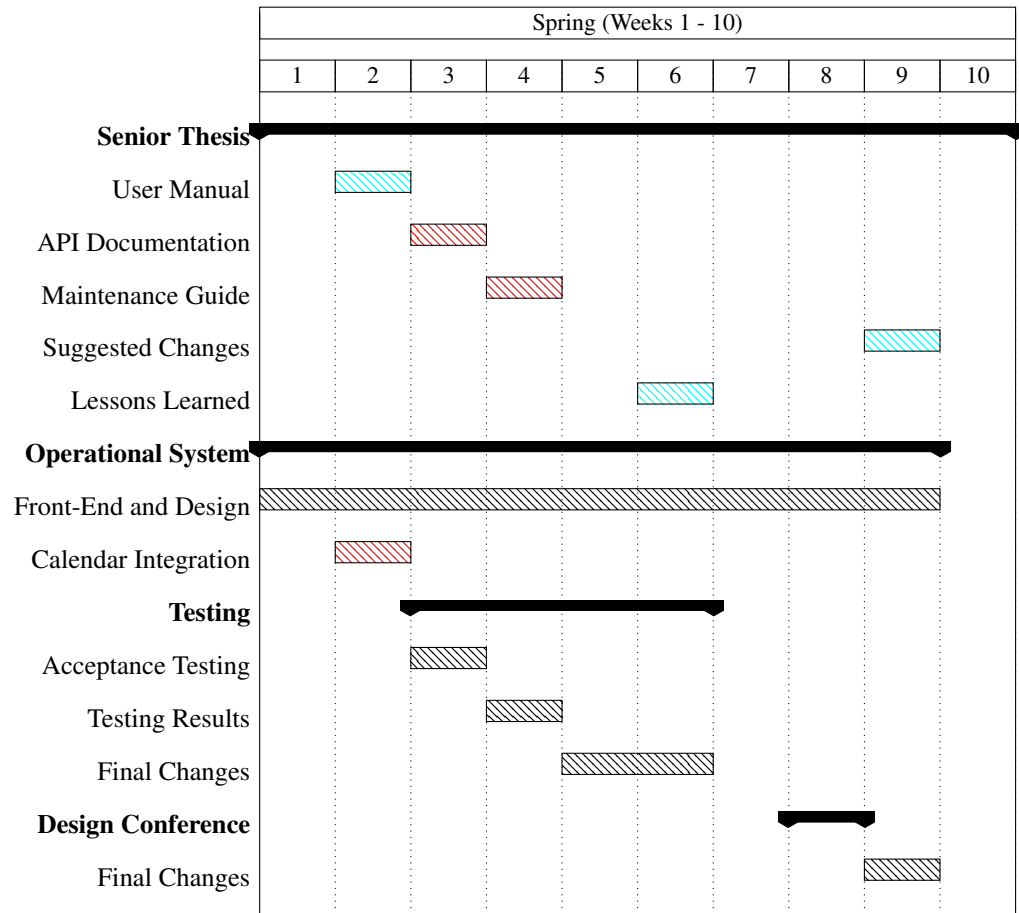 Spring (Weeks 1 - 10)
1 2 3 4 5 6 7 8 9 10
Senior Thesis
User Manual
API Documentation
Maintenance Guide
Suggested Changes
Lessons Learned
Operational System
Front-End and Design
Calendar Integration
Testing
Acceptance Testing
Testing Results
Final Changes
Design Conference
Final Changes